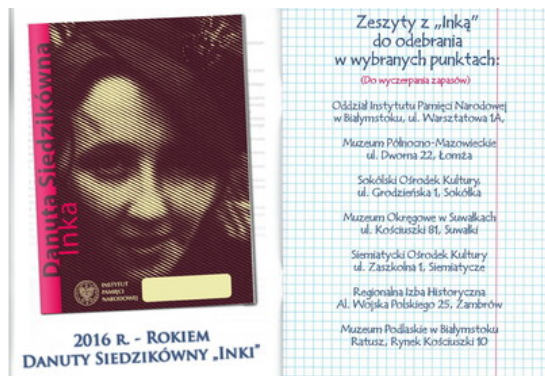 Danuta Siedzikówna
Inka
INSTYTUT
PAMIĘCI
NARODOWEJ
2016 R. - ROKIEM
DANUTY SIEDZIKÓWNY „INKI”
Zeszyty z „Inką”
do odebrania
w wybranych punktach:
(Do wyczerpania zapasów)
Oddział Instytutu Pamięci Narodowej
w Białymstoku, ul. Warsztatowa 1A,
Muzeum Północno-Mazowieckie
ul. Dworna 22, Łomża
Sokólski Ośrodek Kultury,
ul. Grodzieńska 1, Sokółka
Muzeum Okręgowe w Suwałkach
ul. Kościuszki 81, Suwałki
Siemiatycki Ośrodek Kultury
ul. Zaszkolna 1, Siemiatycze
Regionalna Izba Historyczna
Al. Wojska Polskiego 25, Zambrów
Muzeum Podlaskie w Białymstoku
Ratusz, Rynek Kościuszki 10